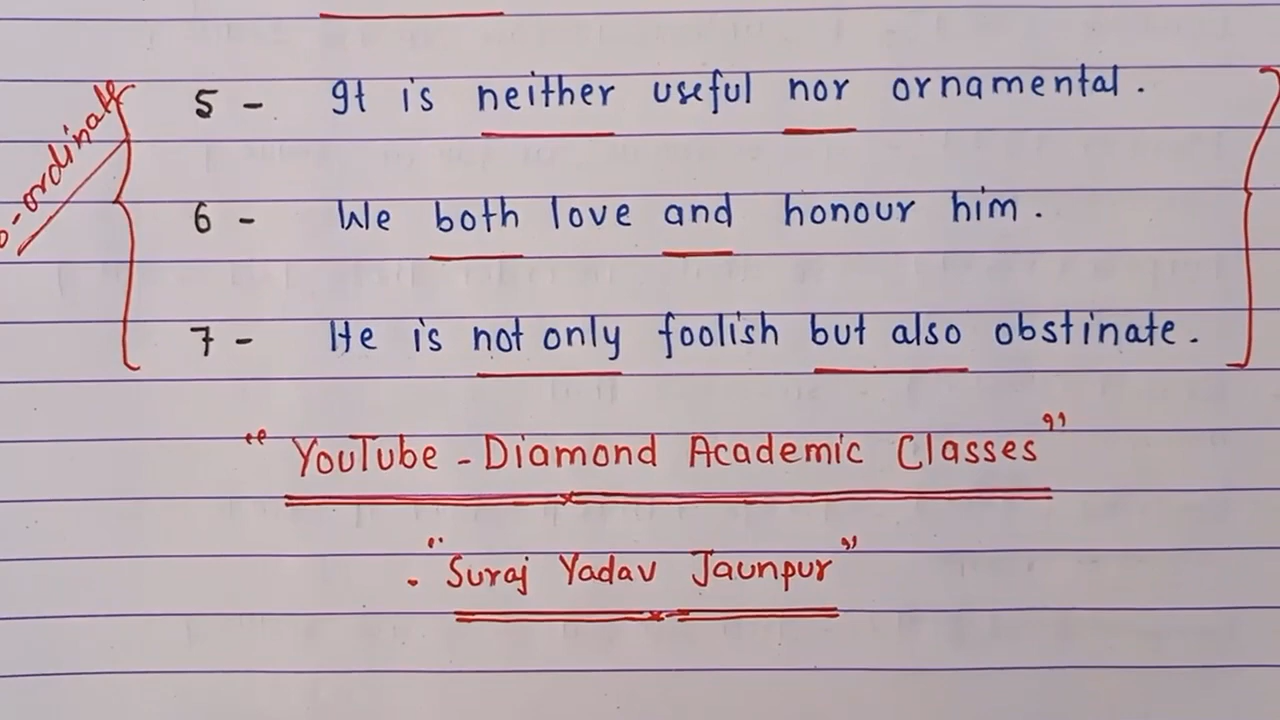 5 - It is neither useful nor ornamental.
6 - We both love and honour him.
7 - He is not only foolish but also obstinate.
"YouTube - Diamond Academic Classes"
. "Suraj Yadav Jaunpur"